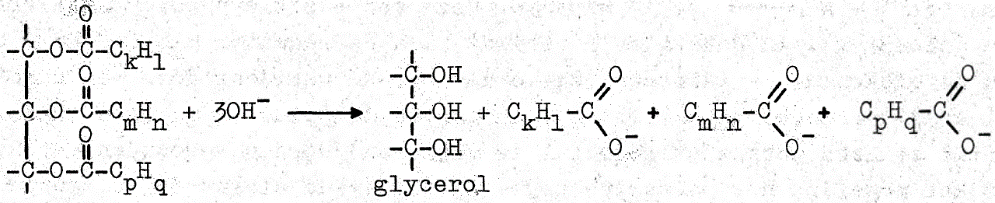 O
-C-O-C-CkHl
O
-C-O-C-CmHn + 3OH⁻ ⟶
O
-C-O-C-CpHq
-C-OH
-C-OH + CkHl-C O O⁻ + CmHn-C O O⁻ + CpHq-C O O⁻
-C-OH
glycerol